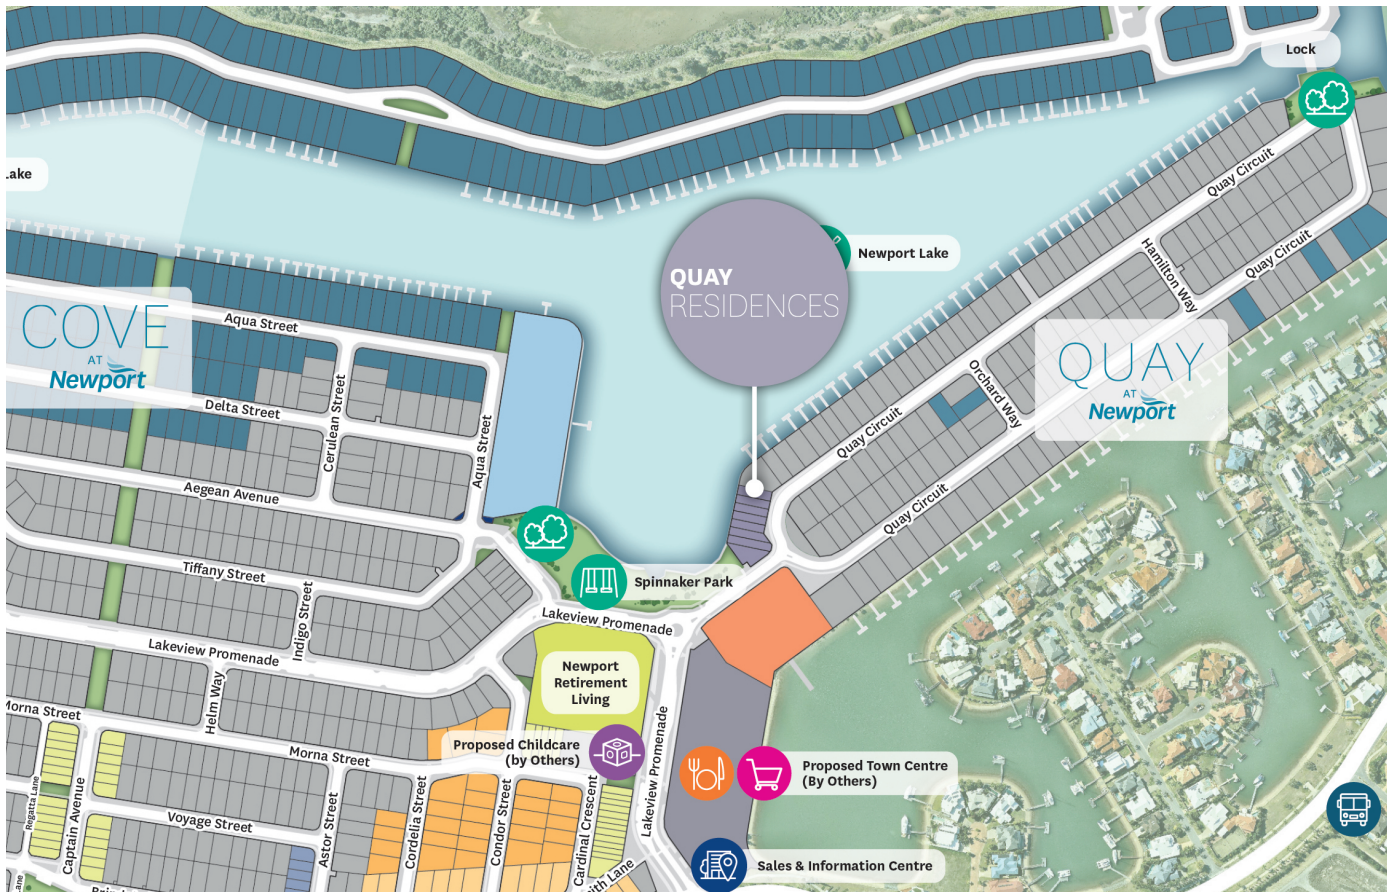 Lock
Lake
Quay Circuit
Newport Lake
QUAY
RESIDENCES
Hamilton Way
Quay Circuit
COVE
AT
Newport
Aqua Street
QUAY
AT
Newport
Delta Street
Cerulean Street
Aqua Street
Orchard Way
Quay Circuit
Aegean Avenue
Quay Circuit
Tiffany Street
Indigo Street
Spinnaker Park
Lakeview Promenade
Lakeview Promenade
Newport
Retirement
Living
Helm Way
Morna Street
Morna Street
Proposed Childcare
(by Others)
Lakeview Promenade
Proposed Town Centre
(By Others)
Regatta Lane
Captain Avenue
Voyage Street
Astor Street
Cordelia Street
Condor Street
Cardinal Crescent
Sales & Information Centre
Lane